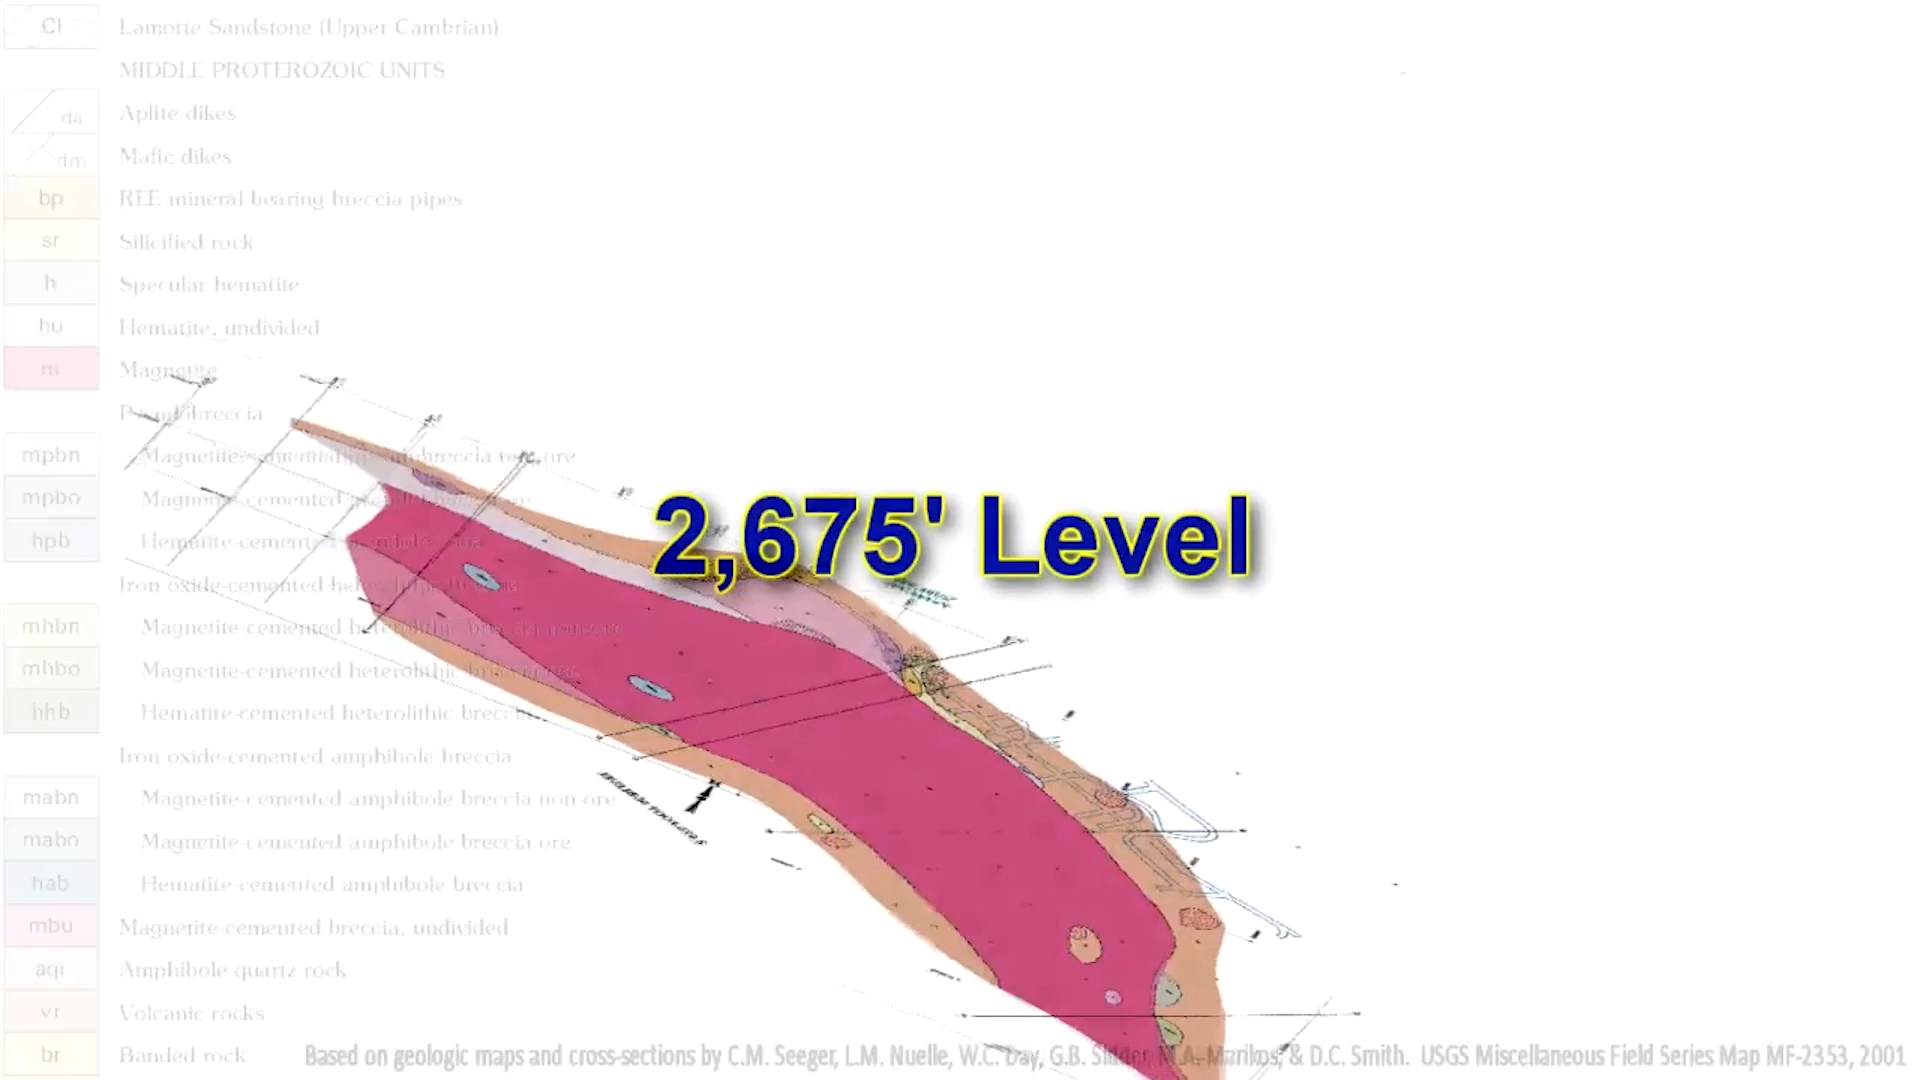 Cl Lamotte Sandstone (Upper Cambrian)
MIDDLE PROTEROZOIC UNITS
da Aplite dikes
dm Mafic dikes
bp REE mineral bearing breccia pipes
sr Silicified rock
h Specular hematite
hu Hematite, undivided
m Magnetite
mpbn
mpbo
hpb Hematite-cemented
Iron oxide-cemented
mhbn Magnetite-cemented heterolithic
mhbo Magnetite-cemented heterolithic
hhb Hematite-cemented heterolithic breccia
Iron oxide-cemented amphibole breccia
mabn Magnetite-cemented amphibole breccia non-ore
mabo Magnetite-cemented amphibole breccia ore
hab Hematite-cemented amphibole breccia
mbu Magnetite-cemented breccia, undivided
aqr Amphibole quartz rock
vr Volcanic rocks
br Banded rock
2,675' Level
Based on geologic maps and cross-sections by C.M. Seeger, L.M. Nuelle, W.C. Day, G.B. Sidder, M.A. Marikos, & D.C. Smith. USGS Miscellaneous Field Series Map MF-2353, 2001